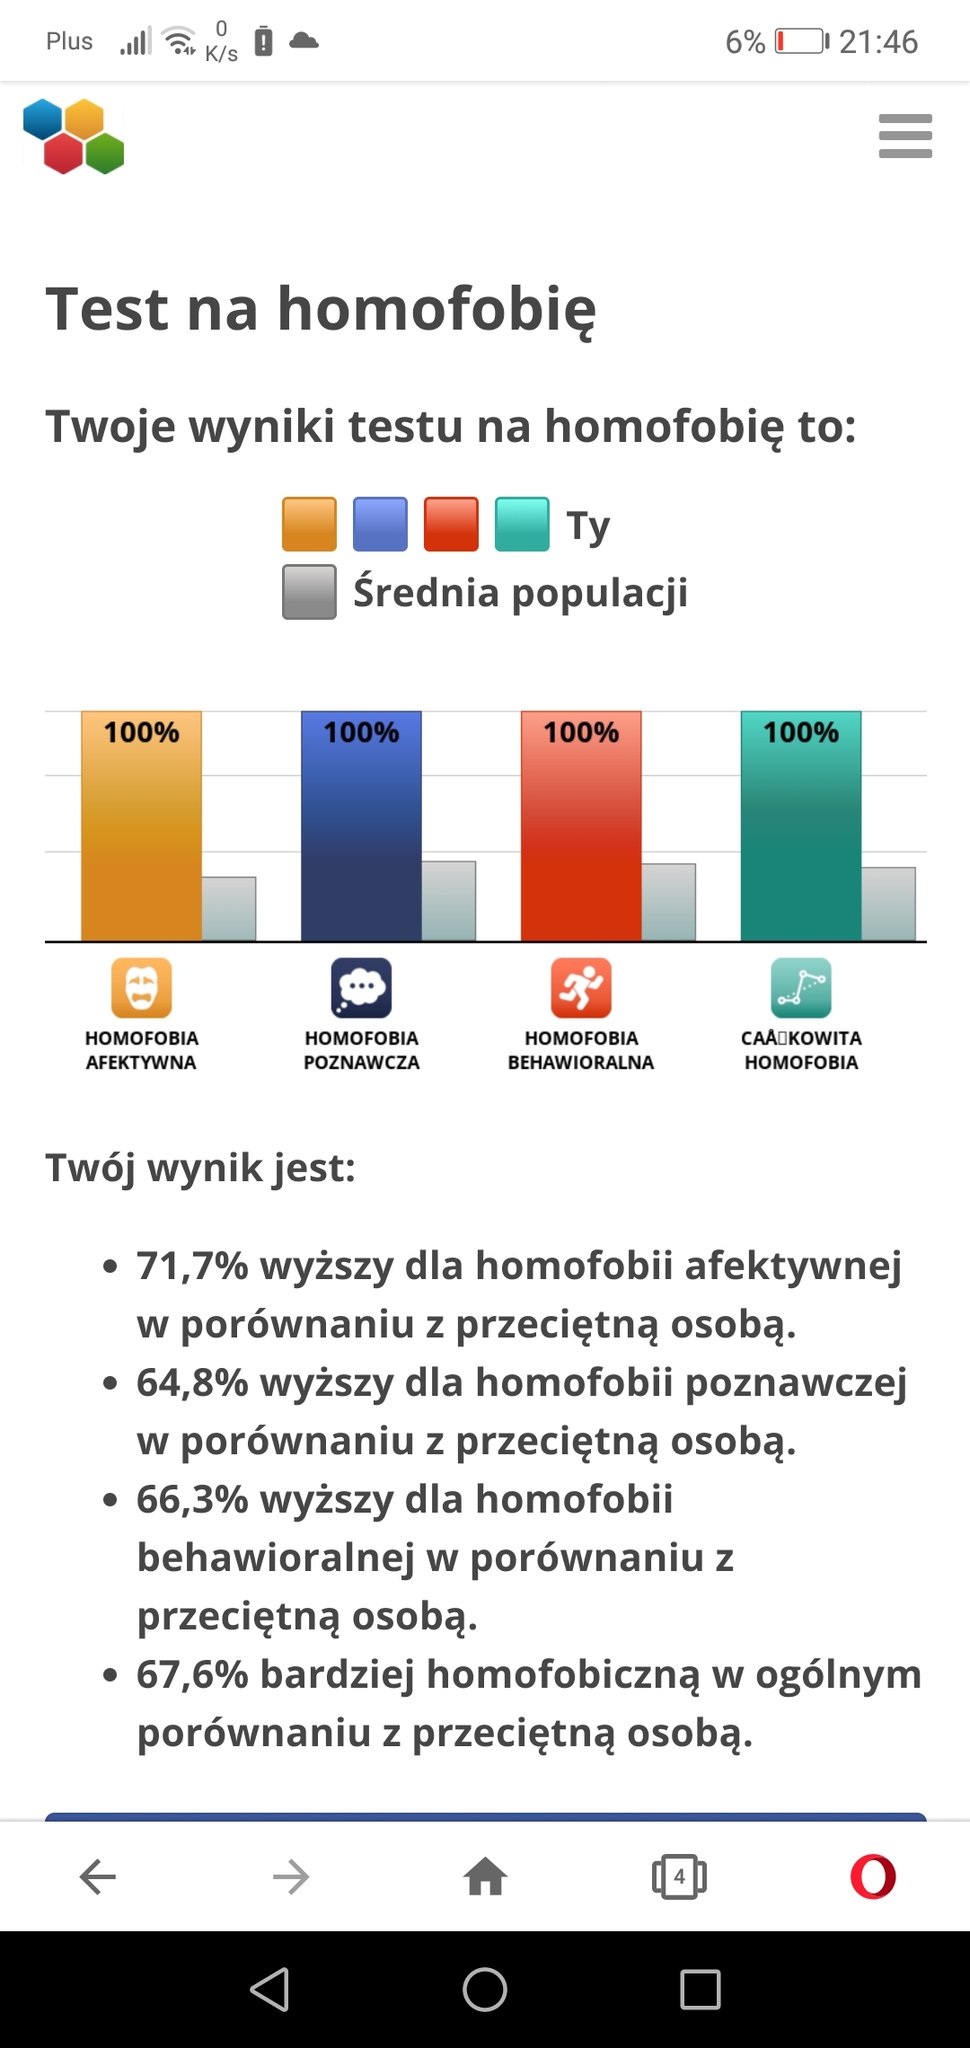 Plus
0
K/s
6%
21:46
Test na homofobię
Twoje wyniki testu na homofobię to:
Ty
Średnia populacji
100% 100% 100% 100%
HOMOFOBIA
AFEKTYWNA
HOMOFOBIA
POZNAWCZA
HOMOFOBIA
BEHAWIORALNA
CAÅ▯KOWITA
HOMOFOBIA
Twój wynik jest:
• 71,7% wyższy dla homofobii afektywnej
w porównaniu z przeciętną osobą.
• 64,8% wyższy dla homofobii poznawczej
w porównaniu z przeciętną osobą.
• 66,3% wyższy dla homofobii
behawioralnej w porównaniu z
przeciętną osobą.
• 67,6% bardziej homofobiczną w ogólnym
porównaniu z przeciętną osobą.
4